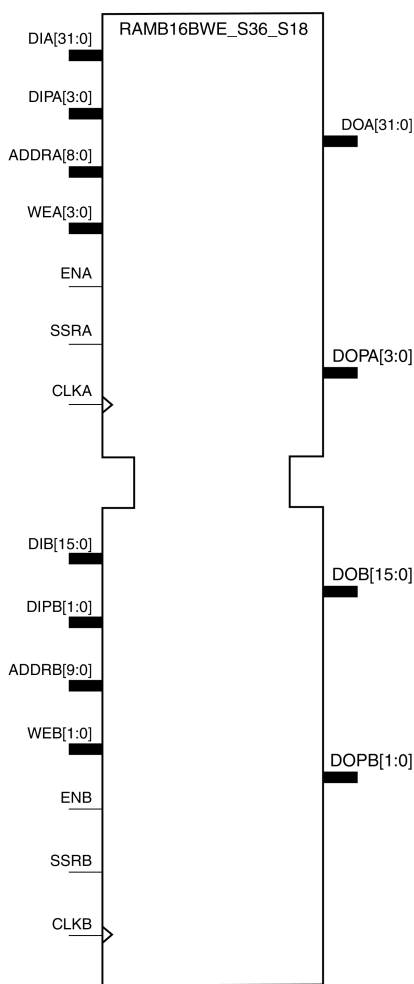 RAMB16BWE_S36_S18
DIA[31:0]
DIPA[3:0]
ADDRA[8:0]
WEA[3:0]
ENA
SSRA
CLKA
DOA[31:0]
DOPA[3:0]
DIB[15:0]
DIPB[1:0]
ADDRB[9:0]
WEB[1:0]
ENB
SSRB
CLKB
DOB[15:0]
DOPB[1:0]